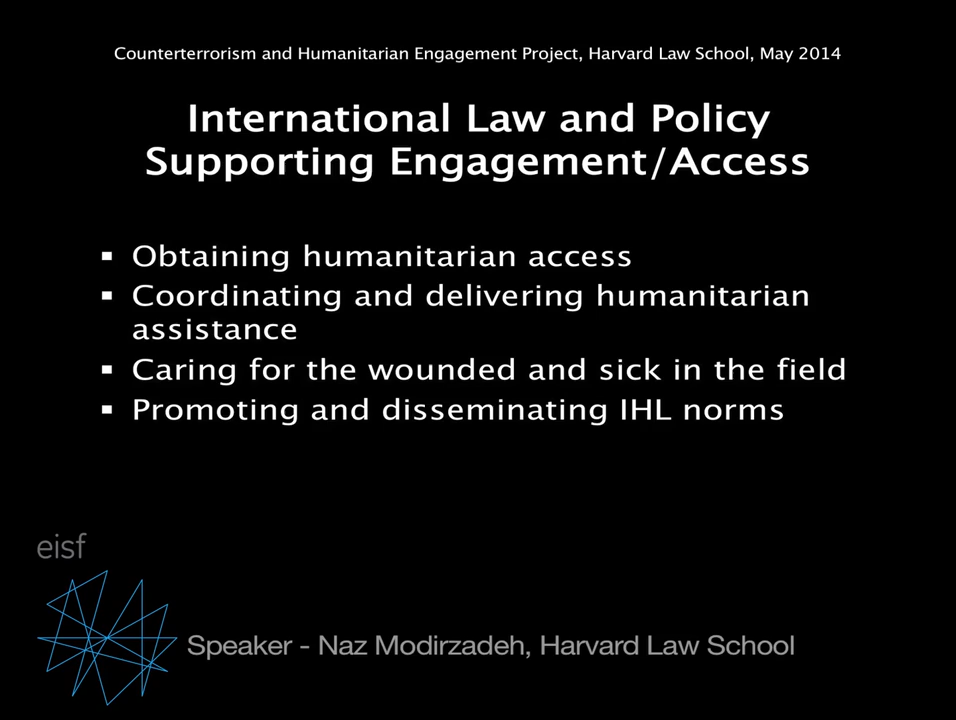 Counterterrorism and Humanitarian Engagement Project, Harvard Law School, May 2014
International Law and Policy
Supporting Engagement/Access
▪ Obtaining humanitarian access
▪ Coordinating and delivering humanitarian
assistance
▪ Caring for the wounded and sick in the field
▪ Promoting and disseminating IHL norms
eisf
Speaker - Naz Modirzadeh, Harvard Law School